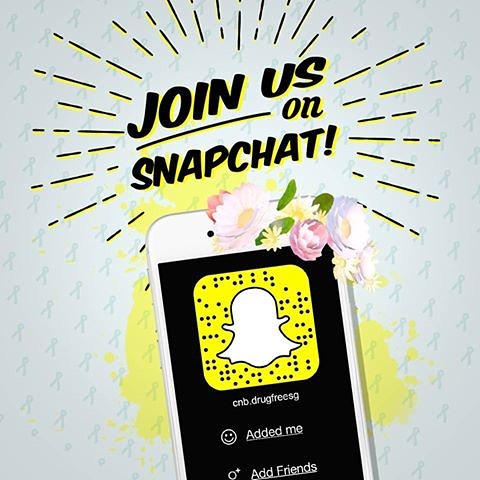 JOIN US
on
SNAPCHAT!
cnb.drugfreesg
Added me
Add Friends